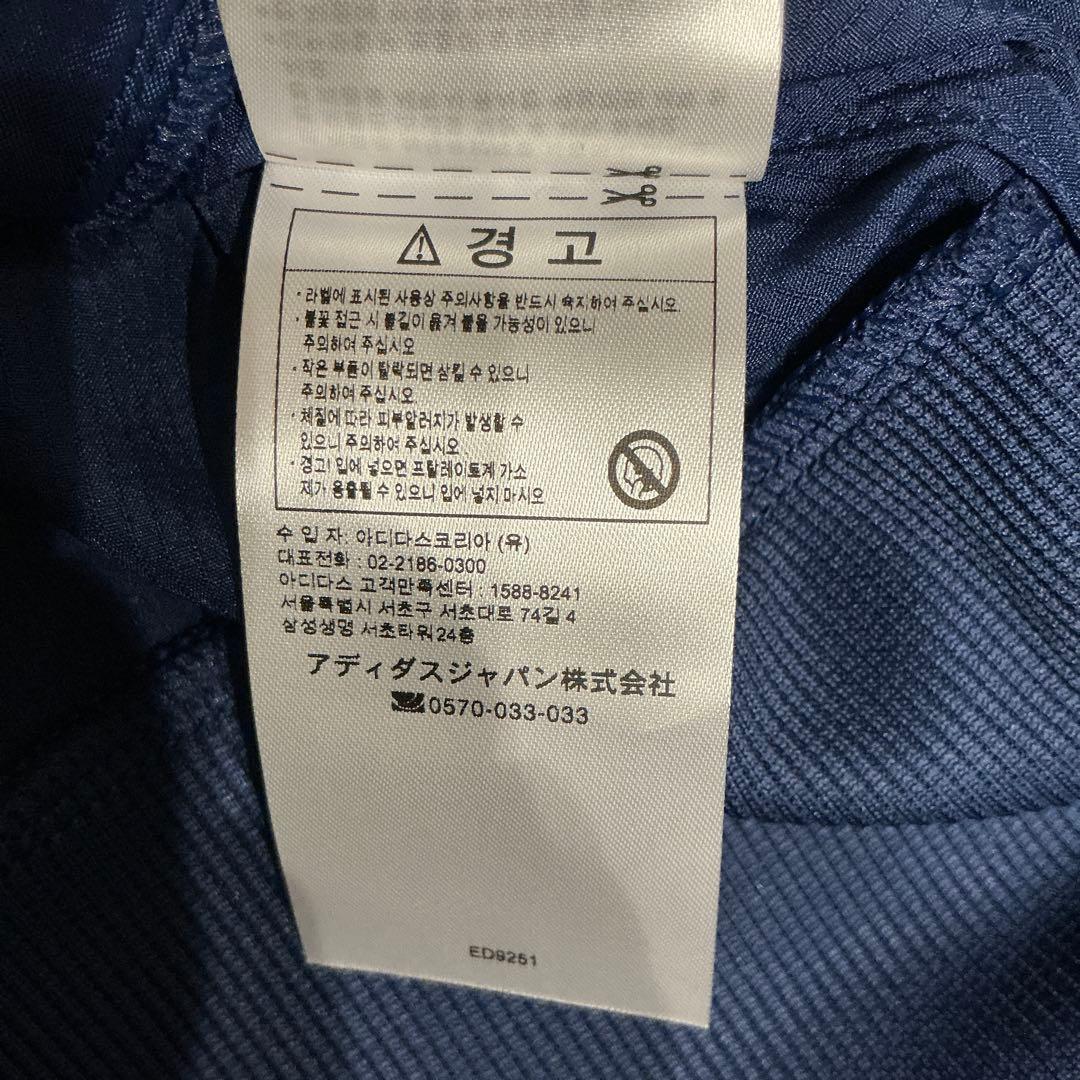 경 고
· 라벨에 표시된 사용상 주의사항을 반드시 숙지하여 주십시오.
· 불꽃 접근 시 불길이 옮겨 붙을 가능성이 있으니
주의하여 주십시오
· 작은 부품이 탈락되면 삼킬 수 있으니
주의하여 주십시오
· 체질에 따라 피부알러지가 발생할 수
있으니 주의하여 주십시오.
· 경고! 입에 넣으면 프탈레이트계 가소
제가 용출될 수 있으니 입에 넣지 마시오
수 입 자: 아디다스코리아 (유)
대표전화 : 02-2186-0300
아디다스 고객만족센터 : 1588-8241
서울특별시 서초구 서초대로 74길 4
삼성생명 서초타워 24층
アディダスジャパン株式会社
0570-033-033
ED9251